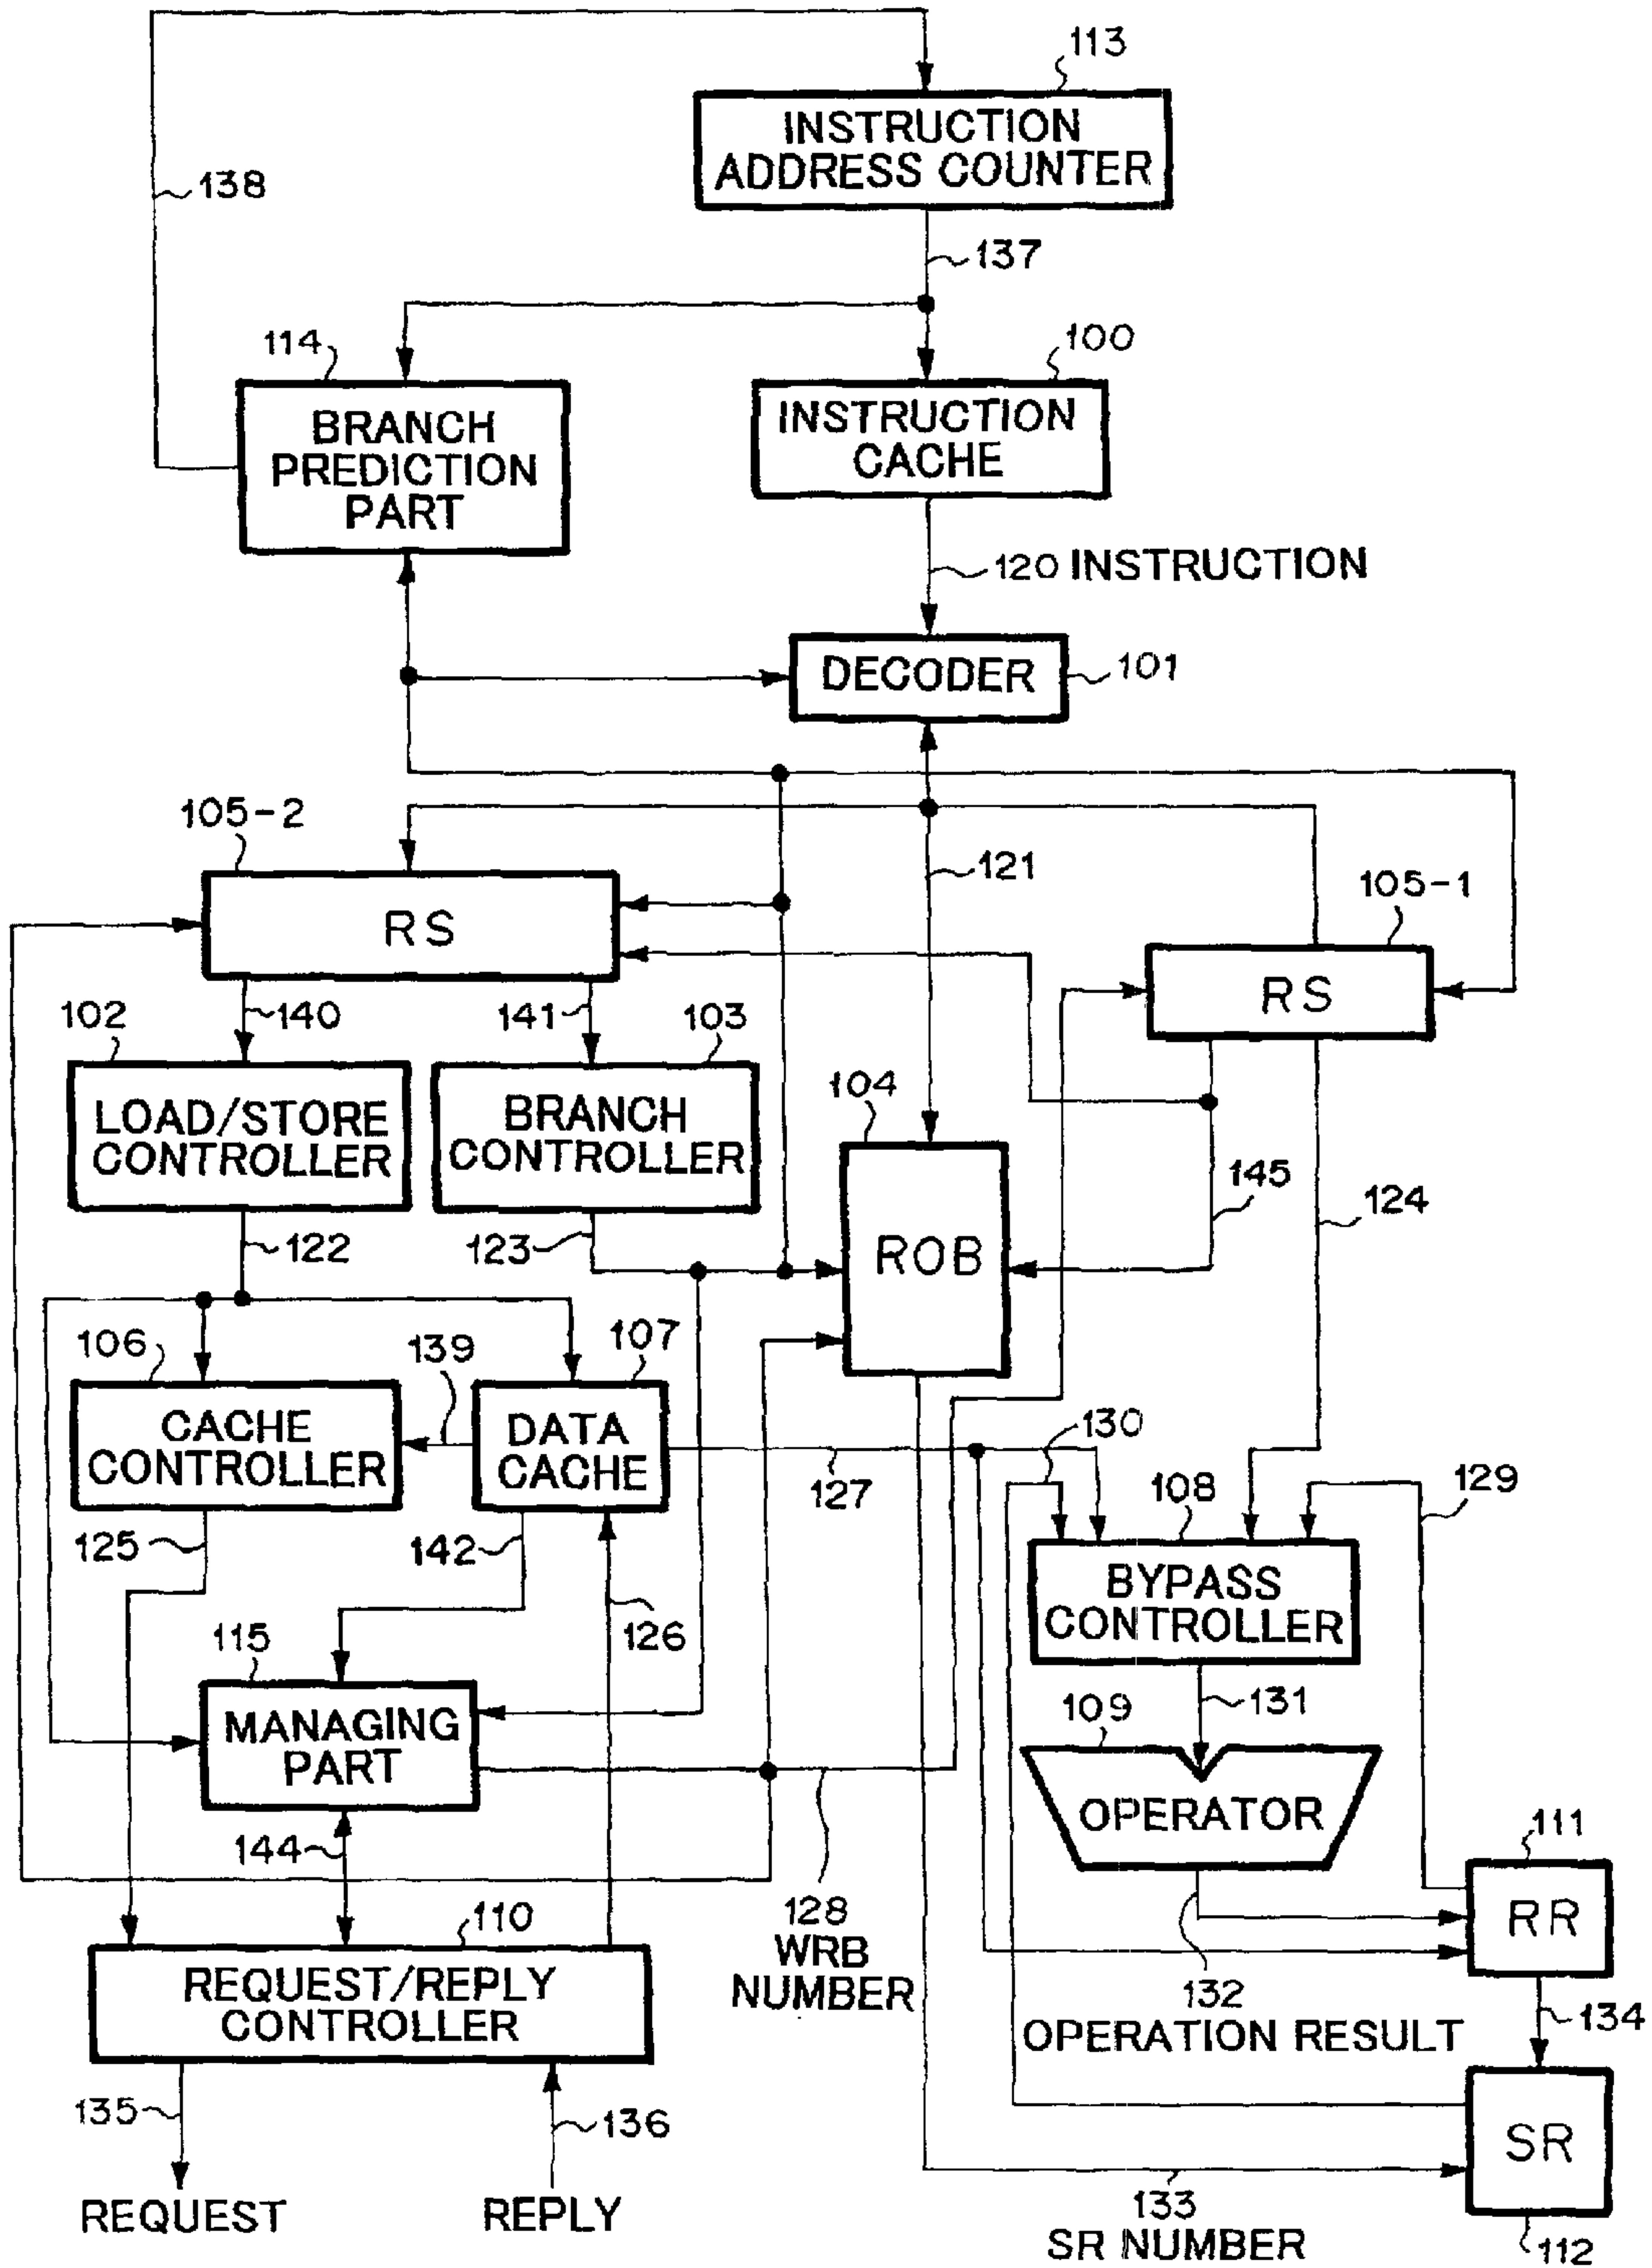 113
INSTRUCTION
ADDRESS COUNTER
138
137
114
100
BRANCH
PREDICTION
PART
INSTRUCTION
CACHE
120 INSTRUCTION
DECODER
101
105-2
121
105-1
RS
RS
102
140
141
103
104
LOAD/STORE
CONTROLLER
BRANCH
CONTROLLER
145
124
122
123
ROB
106
139
107
CACHE
CONTROLLER
DATA
CACHE
130
127
108
129
125
142
126
BYPASS
CONTROLLER
115
MANAGING
PART
131
109
OPERATOR
144
111
128
WRB
NUMBER
RR
110
REQUEST/REPLY
CONTROLLER
132
OPERATION RESULT
134
135
136
SR
REQUEST
REPLY
133
SR NUMBER
112